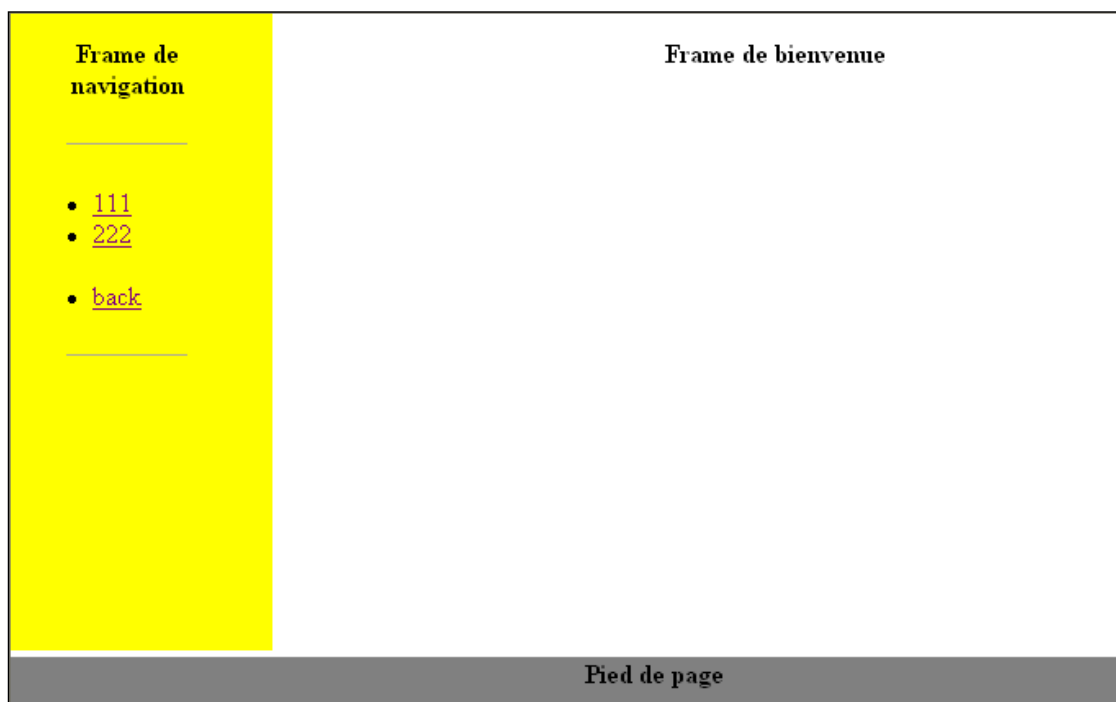 Frame de
navigation
111
222
back
Frame de bienvenue
Pied de page